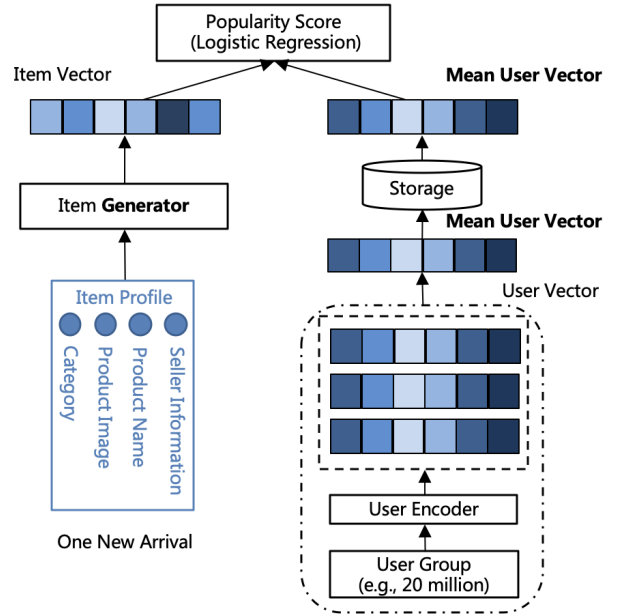 Popularity Score
(Logistic Regression)
Item Vector
Mean User Vector
Item Generator
Storage
Mean User Vector
User Vector
Item Profile
Category
Product Image
Product Name
Seller Information
User Encoder
One New Arrival
User Group
(e.g., 20 million)